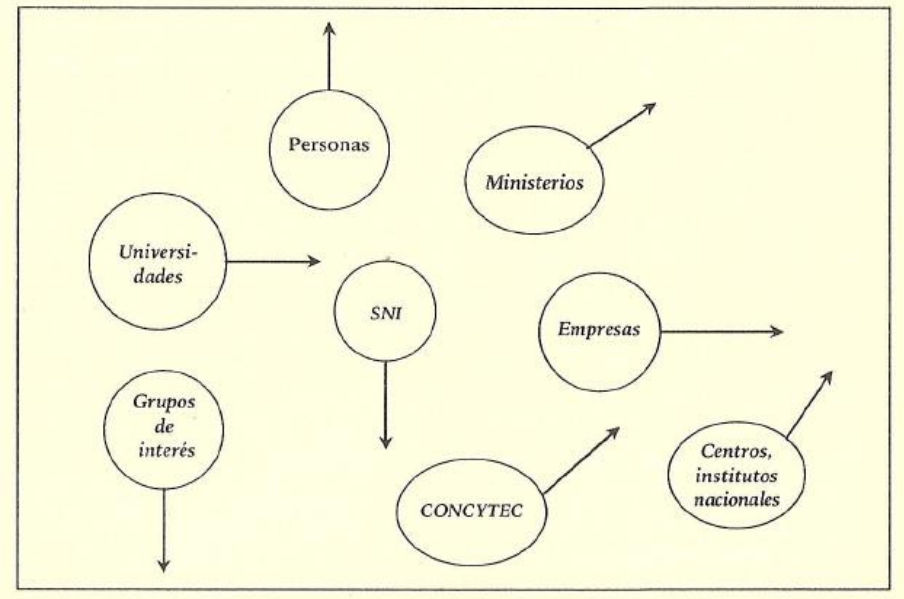 Personas
Ministerios
Universi-
dades
SNI
Empresas
Grupos
de
interés
Centros,
institutos
nacionales
CONCYTEC